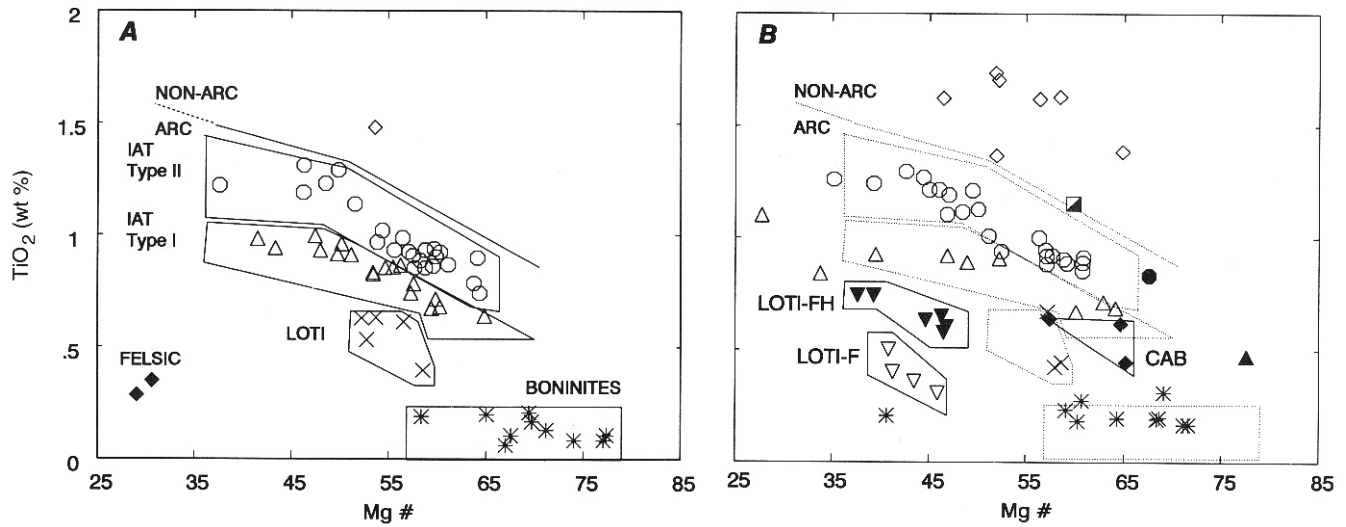 A
2
1.5
1
.5
0
TiO2 (wt %)
NON-ARC
ARC
IAT
Type II
IAT
Type I
LOTI
FELSIC
BONINITES
25
45
55
65
75
85
Mg #
B
NON-ARC
ARC
LOTI-FH
LOTI-F
CAB
25
35
45
55
65
75
85
Mg #